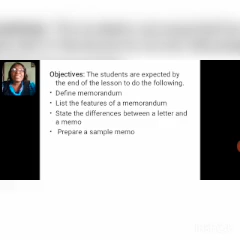 Objectives: The students are expected by
the end of the lesson to do the following.
• Define memorandum
• List the features of a memorandum
• State the differences between a letter and
a memo
• Prepare a sample memo